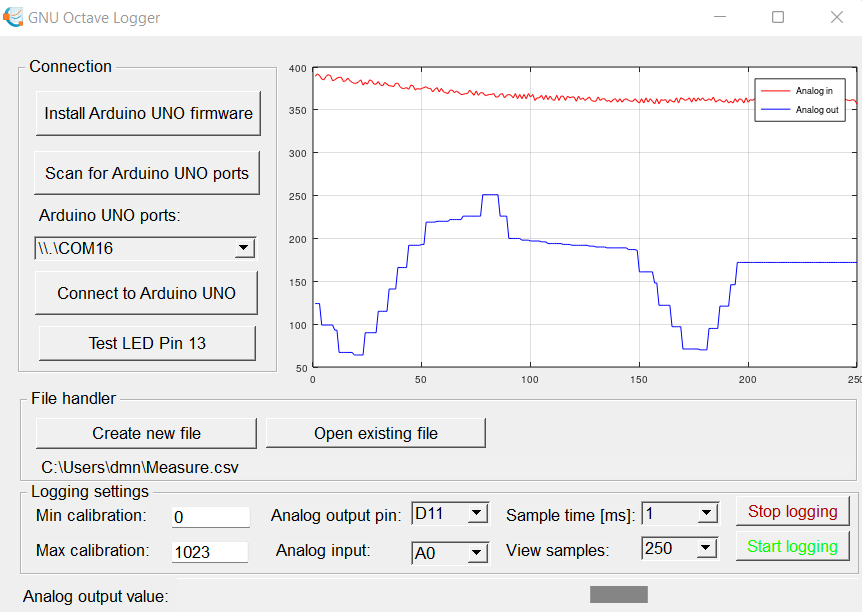 GNU Octave Logger
Connection
Install Arduino UNO firmware
Scan for Arduino UNO ports
Arduino UNO ports:
\\.\COM16
Connect to Arduino UNO
Test LED Pin 13
400
350
300
250
200
150
100
50
0
50
100
150
200
250
Analog in
Analog out
File handler
Create new file
Open existing file
C:\Users\dmn\Measure.csv
Logging settings
Min calibration: 0
Analog output pin: D11
Sample time [ms]: 1
Stop logging
Max calibration: 1023
Analog input: A0
View samples: 250
Start logging
Analog output value: